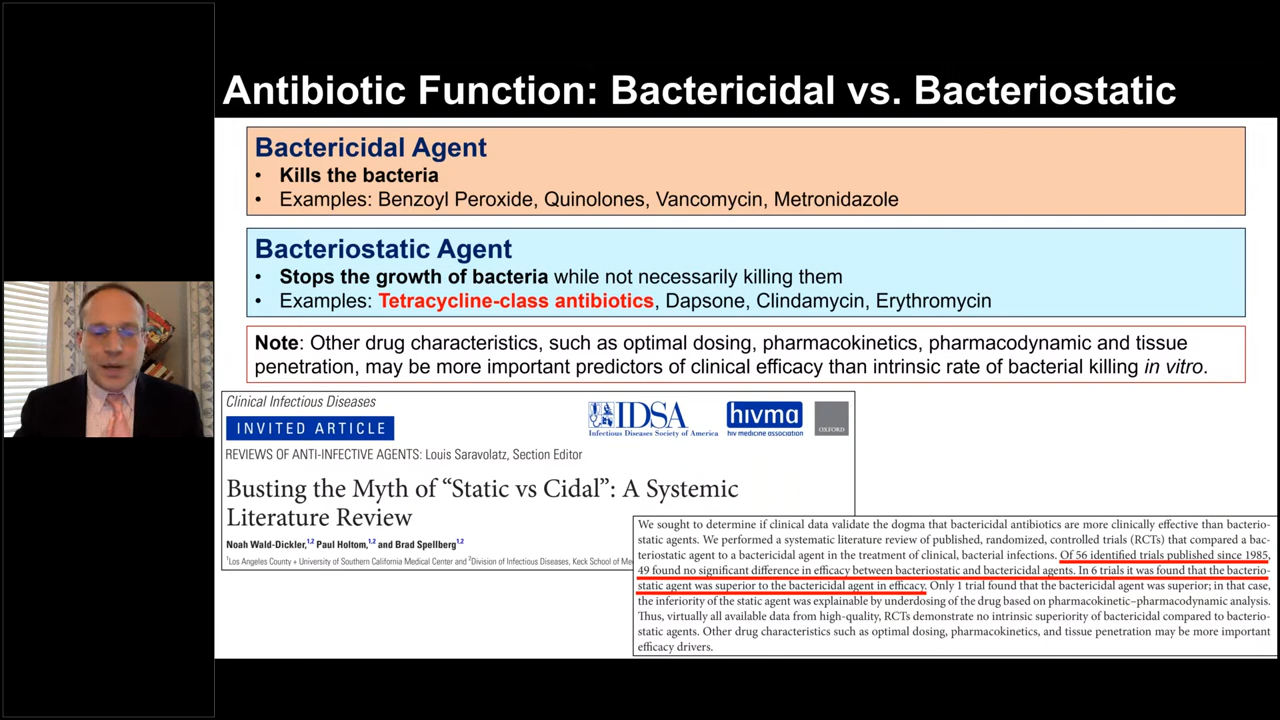 Antibiotic Function: Bactericidal vs. Bacteriostatic
Bactericidal Agent
• Kills the bacteria
• Examples: Benzoyl Peroxide, Quinolones, Vancomycin, Metronidazole
Bacteriostatic Agent
• Stops the growth of bacteria while not necessarily killing them
• Examples: Tetracycline-class antibiotics, Dapsone, Clindamycin, Erythromycin
Note: Other drug characteristics, such as optimal dosing, pharmacokinetics, pharmacodynamic and tissue
penetration, may be more important predictors of clinical efficacy than intrinsic rate of bacterial killing in vitro.
Clinical Infectious Diseases
INVITED ARTICLE
IDSA
Infectious Diseases Society of America
hivma
hiv medicine association
OXFORD
REVIEWS OF ANTI-INFECTIVE AGENTS: Louis Saravolatz, Section Editor
Busting the Myth of “Static vs Cidal”: A Systemic
Literature Review
Noah Wald-Dickler,1,2 Paul Holtom,1,2 and Brad Spellberg1,2
1Los Angeles County + University of Southern California Medical Center and 2Division of Infectious Diseases, Keck School of Me
We sought to determine if clinical data validate the dogma that bactericidal antibiotics are more clinically effective than bacterio-
static agents. We performed a systematic literature review of published, randomized, controlled trials (RCTs) that compared a bac-
teriostatic agent to a bactericidal agent in the treatment of clinical, bacterial infections. Of 56 identified trials published since 1985,
49 found no significant difference in efficacy between bacteriostatic and bactericidal agents. In 6 trials it was found that the bacterio-
static agent was superior to the bactericidal agent in efficacy. Only 1 trial found that the bactericidal agent was superior; in that case,
the inferiority of the static agent was explainable by underdosing of the drug based on pharmacokinetic–pharmacodynamic analysis.
Thus, virtually all available data from high-quality, RCTs demonstrate no intrinsic superiority of bactericidal compared to bacterio-
static agents. Other drug characteristics such as optimal dosing, pharmacokinetics, and tissue penetration may be more important
efficacy drivers.